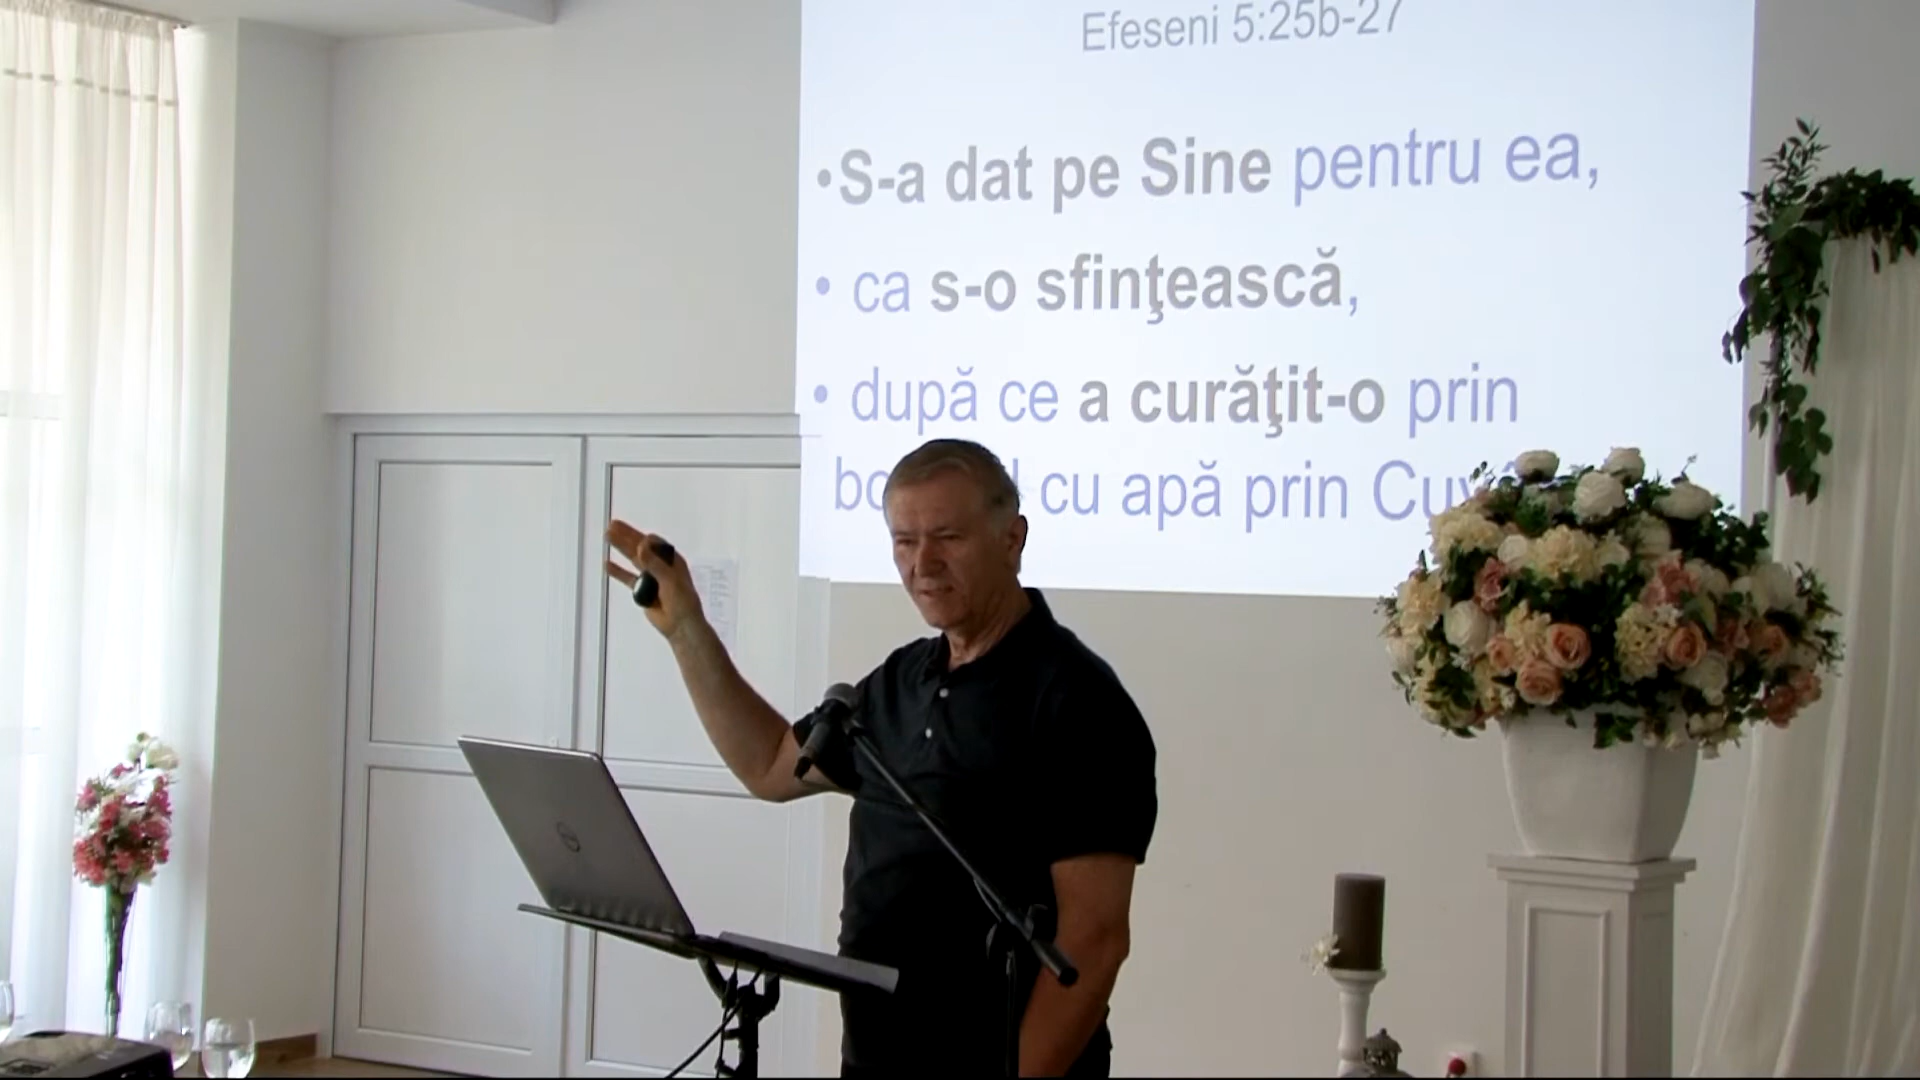 Efeseni 5:25b-27
•S-a dat pe Sine pentru ea,
• ca s-o sfinţească,
• după ce a curăţit-o prin
cu apă prin